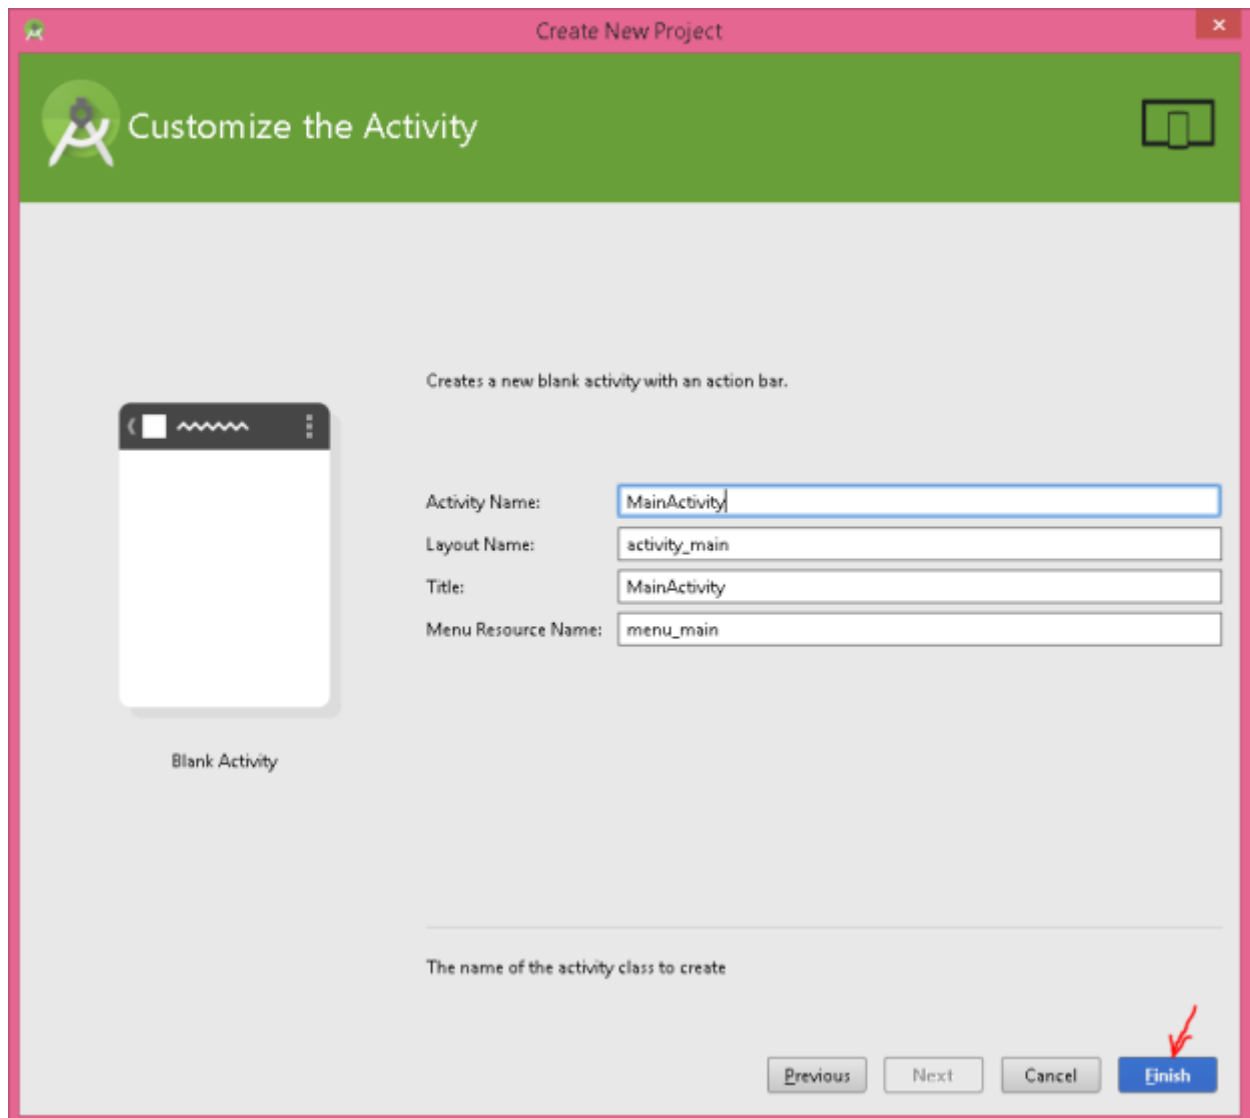 Create New Project
Customize the Activity
Creates a new blank activity with an action bar.
Activity Name: MainActivity
Layout Name: activity_main
Title: MainActivity
Menu Resource Name: menu_main
Blank Activity
The name of the activity class to create
Previous Next Cancel Finish